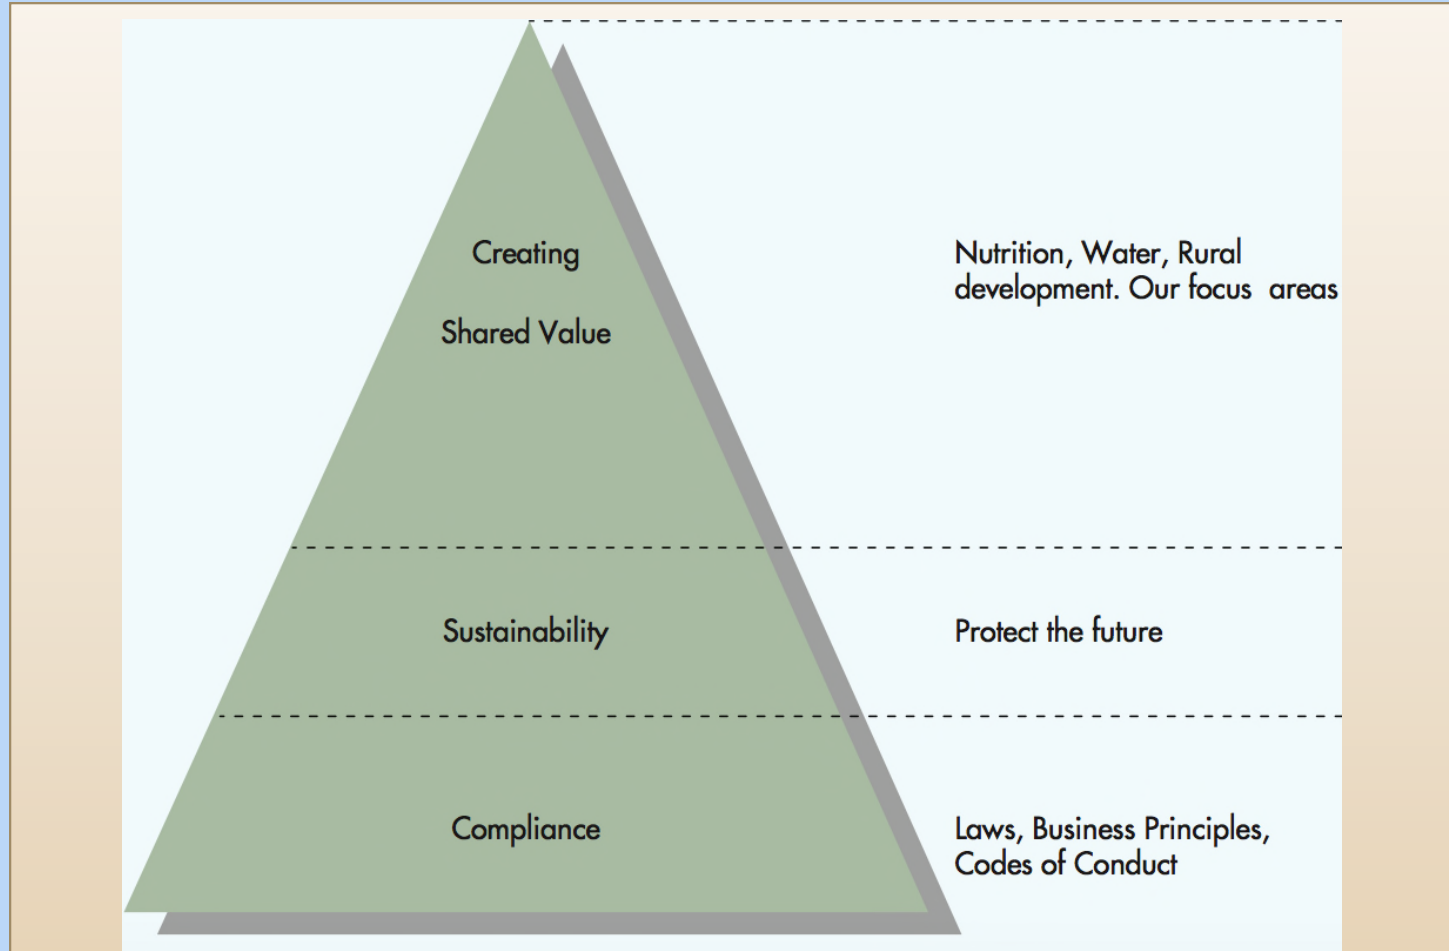 Creating
Shared Value
Nutrition, Water, Rural
development. Our focus  areas
Sustainability
Protect the future
Compliance
Laws, Business Principles,
Codes of Conduct